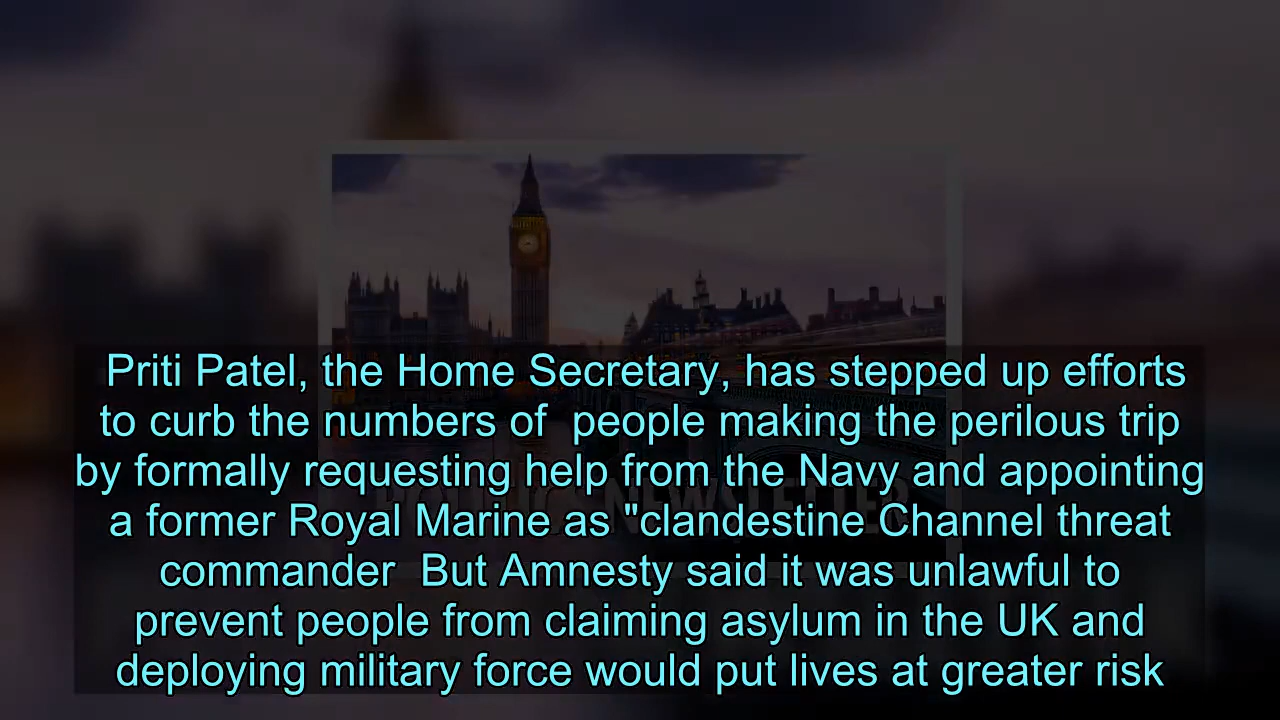 Priti Patel, the Home Secretary, has stepped up efforts
to curb the numbers of  people making the perilous trip
by formally requesting help from the Navy and appointing
a former Royal Marine as "clandestine Channel threat
commander  But Amnesty said it was unlawful to
prevent people from claiming asylum in the UK and
deploying military force would put lives at greater risk
POLITICS NEWSLETTER